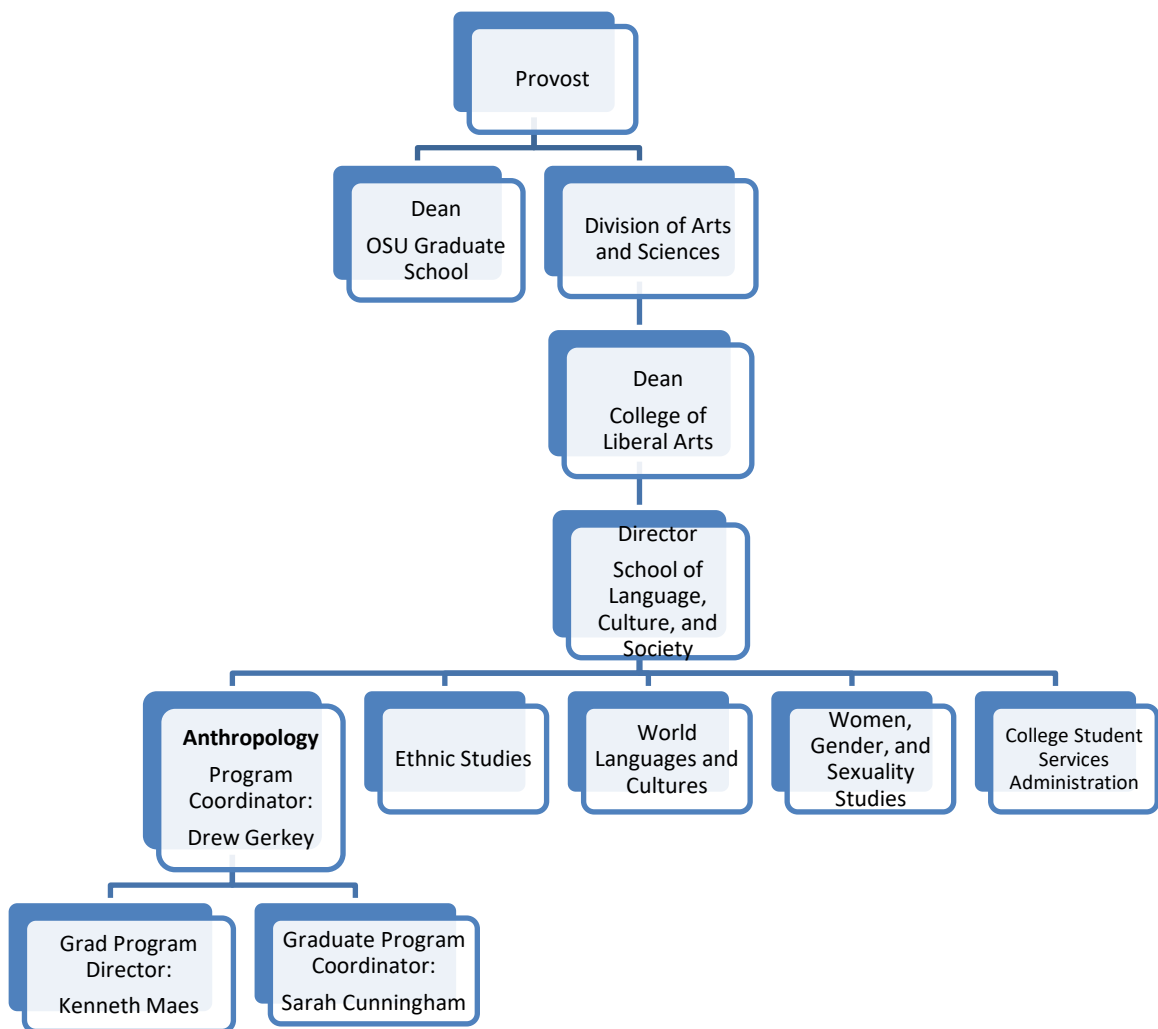 Provost
Dean
OSU Graduate
School
Division of Arts
and Sciences
Dean
College of
Liberal Arts
Director
School of
Language,
Culture, and
Society
Anthropology
Program
Coordinator:
Drew Gerkey
Ethnic Studies
World
Languages and
Cultures
Women,
Gender, and
Sexuality
Studies
College Student
Services
Administration
Grad Program
Director:
Kenneth Maes
Graduate Program
Coordinator:
Sarah Cunningham